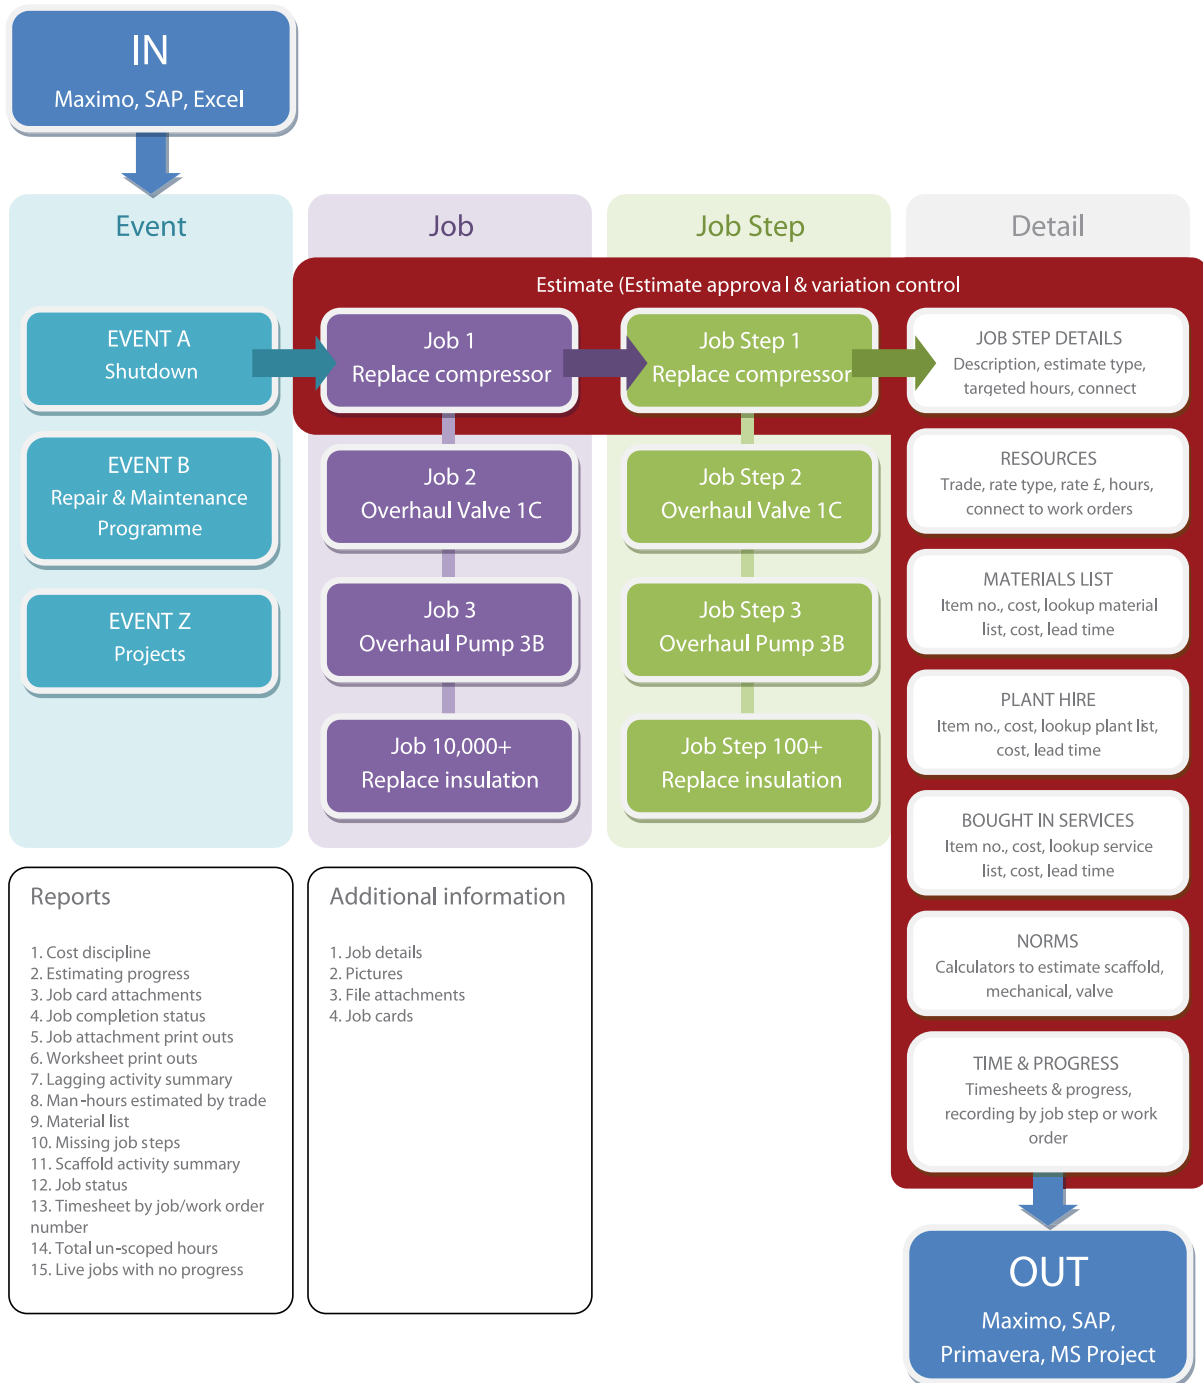 IN
Maximo, SAP, Excel
Event
Job
Job Step
Detail
Estimate (Estimate approval & variation control
EVENT A
Shutdown
Job 1
Replace compressor
Job Step 1
Replace compressor
JOB STEP DETAILS
Description, estimate type,
targeted hours, connect
EVENT B
Repair & Maintenance
Programme
Job 2
Overhaul Valve 1C
Job Step 2
Overhaul Valve 1C
RESOURCES
Trade, rate type, rate £, hours,
connect to work orders
EVENT Z
Projects
Job 3
Overhaul Pump 3B
Job Step 3
Overhaul Pump 3B
MATERIALS LIST
Item no., cost, lookup material
list, cost, lead time
Job 10,000+
Replace insulation
Job Step 100+
Replace insulation
PLANT HIRE
Item no., cost, lookup plant list,
cost, lead time
BOUGHT IN SERVICES
Item no., cost, lookup service
list, cost, lead time
NORMS
Calculators to estimate scaffold,
mechanical, valve
TIME & PROGRESS
Timesheets & progress,
recording by job step or work
order
Reports
1. Cost discipline
2. Estimating progress
3. Job card attachments
4. Job completion status
5. Job attachment print outs
6. Worksheet print outs
7. Lagging activity summary
8. Man-hours estimated by trade
9. Material list
10. Missing job steps
11. Scaffold activity summary
12. Job status
13. Timesheet by job/work order
number
14. Total un-scoped hours
15. Live jobs with no progress
Additional information
1. Job details
2. Pictures
3. File attachments
4. Job cards
OUT
Maximo, SAP,
Primavera, MS Project